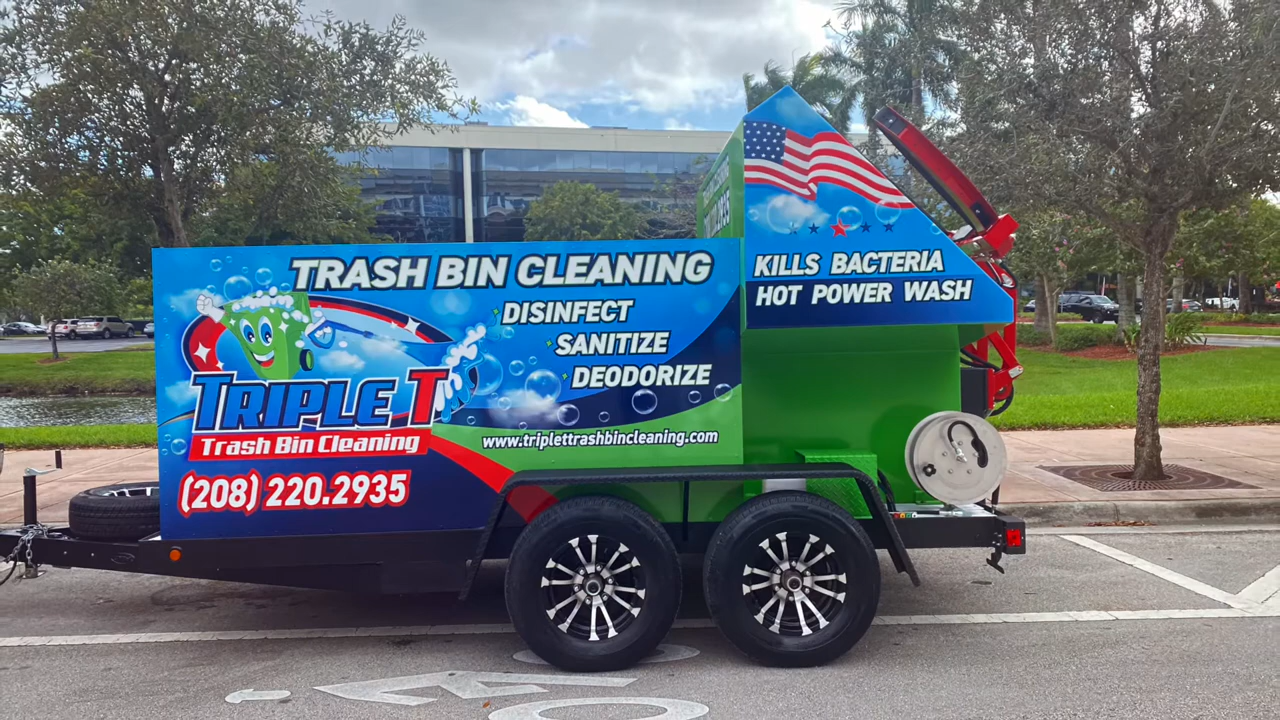 TRASH BIN CLEANING
DISINFECT
SANITIZE
DEODORIZE
TRIPLE T
Trash Bin Cleaning
www.triplettrashbincleaning.com
(208) 220.2935
KILLS BACTERIA
HOT POWER WASH